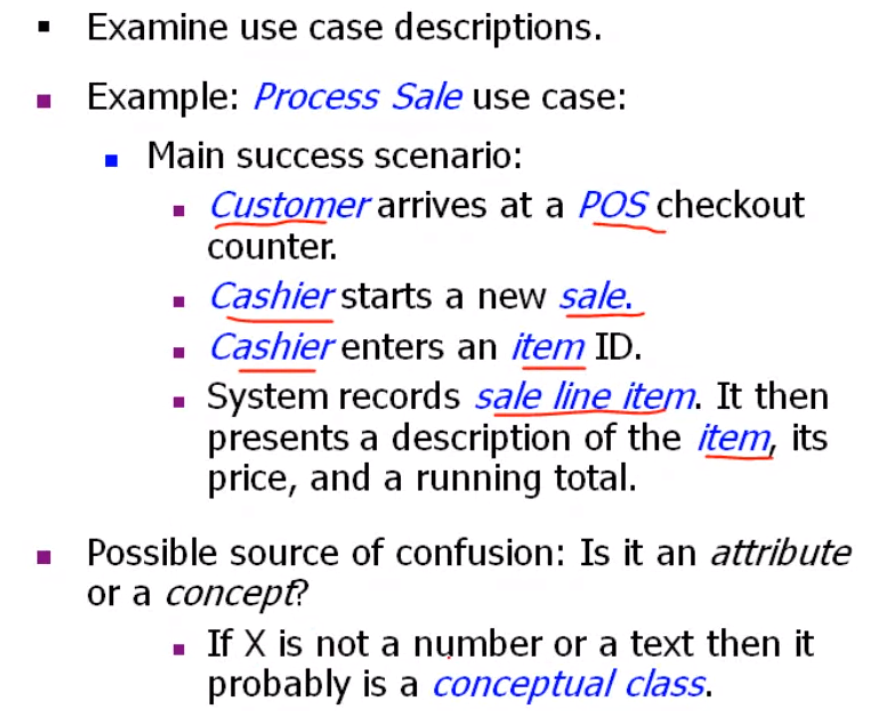 Examine use case descriptions.
Example: Process Sale use case:
Main success scenario:
Customer arrives at a POS checkout
counter.
Cashier starts a new sale.
Cashier enters an item ID.
System records sale line item. It then
presents a description of the item, its
price, and a running total.
Possible source of confusion: Is it an attribute
or a concept?
If X is not a number or a text then it
probably is a conceptual class.